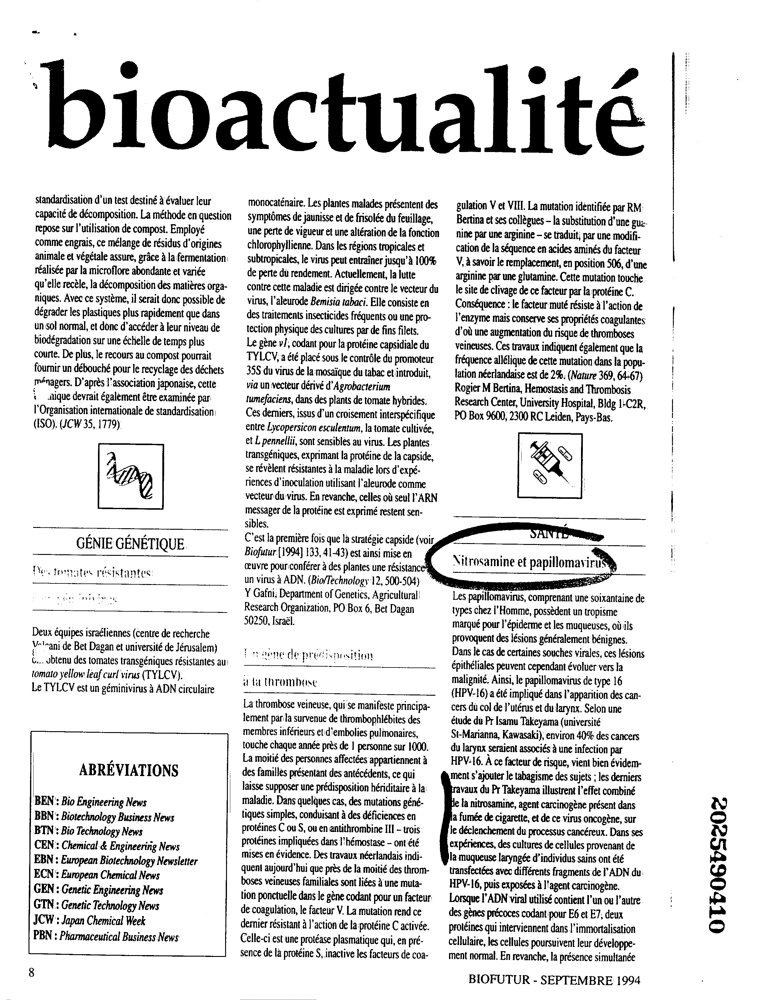 bioactualité
standardisation d'un test destiné à évaluer leur
capacité de décomposition. La méthode en question
repose sur l'utilisation de compost. Employé
comme engrais, ce mélange de résidus d'origines
animale et végétale assure, grâce à la fermentation
réalisée par la microflore abondante et variée
qu'elle recèle, la décomposition des matières orga-
niques. Avec ce système, il serait donc possible de
dégrader les plastiques plus rapidement que dans
un sol normal, et donc d'accéder à leur niveau de
biodégradation sur une échelle de temps plus
courte. De plus, le recours au compost pourrait
fournir un débouché pour le recyclage des déchets
ménagers. D'après l'association japonaise, cette
devrait également être examinée par
l'Organisation internationale de standardisation
(ISO). (JCW 35, 1779)
GÉNIE GÉNÉTIQUE
Des tomates résistantes
Deux équipes israéliennes (centre de recherche
de Bet Dagan et université de Jérusalem)
obtenu des tomates transgéniques résistantes au
tomato yellow leaf curl virus (TYLCV).
Le TYLCV est un géminivirus à ADN circulaire
ABRÉVIATIONS
BEN : Bio Engineering News
BBN : Biotechnology Business News
BTN : Bio Technology News
CEN : Chemical & Engineering News
EBN : European Biotechnology Newsletter
ECN : European Chemical News
GEN : Genetic Engineering News
GTN : Genetic Technology News
JCW : Japan Chemical Week
PBN : Pharmaceutical Business News
monocaténaire. Les plantes malades présentent des
symptômes de jaunisse et de frisolée du feuillage,
une perte de vigueur et une altération de la fonction
chlorophyllienne. Dans les régions tropicales et
subtropicales, le virus peut entraîner jusqu'à 100%
de perte du rendement. Actuellement, la lutte
contre cette maladie est dirigée contre le vecteur du
virus, l'aleurode Bemisia tabaci. Elle consiste en
des traitements insecticides fréquents ou une pro-
tection physique des cultures par de fins filets.
Le gène v1, codant pour la protéine capsidiale du
TYLCV, a été placé sous le contrôle du promoteur
35S du virus de la mosaïque du tabac et introduit,
via un vecteur dérivé d'Agrobacterium
tumefaciens, dans des plants de tomate hybrides.
Ces derniers, issus d'un croisement interspécifique
entre Lycopersicon esculentum, la tomate cultivée,
et L pennellii, sont sensibles au virus. Les plantes
transgéniques, exprimant la protéine de la capside,
se révèlent résistantes à la maladie lors d'expé-
riences d'inoculation utilisant l'aleurode comme
vecteur du virus. En revanche, celles où seul l'ARN
messager de la protéine est exprimé restent sen-
sibles.
C'est la première fois que la stratégie capside (voir
Biofutur [1994] 133, 41-43) est ainsi mise en
œuvre pour conférer à des plantes une résistance
un virus à ADN. (Bio/Technology 12, 500-504)
Y Gafni, Department of Genetics, Agricultural
Research Organization, PO Box 6, Bet Dagan
50250, Israël.
Un gène de prédisposition
à la thrombose
La thrombose veineuse, qui se manifeste principa-
lement par la survenue de thrombophlébites des
membres inférieurs et d'embolies pulmonaires,
touche chaque année près de 1 personne sur 1000.
La moitié des personnes affectées appartiennent à
des familles présentant des antécédents, ce qui
laisse supposer une prédisposition héréditaire à la
maladie. Dans quelques cas, des mutations géné-
tiques simples, conduisant à des déficiences en
protéines C ou S, ou en antithrombine III – trois
protéines impliquées dans l'hémostase – ont été
mises en évidence. Des travaux néerlandais indi-
quent aujourd'hui que près de la moitié des throm-
boses veineuses familiales sont liées à une muta-
tion ponctuelle dans le gène codant pour un facteur
de coagulation, le facteur V. La mutation rend ce
dernier résistant à l'action de la protéine C activée.
Celle-ci est une protéase plasmatique qui, en pré-
sence de la protéine S, inactive les facteurs de coa-
gulation V et VIII. La mutation identifiée par RM
Bertina et ses collègues – la substitution d'une gua-
nine par une arginine – se traduit, par une modifi-
cation de la séquence en acides aminés du facteur
V, à savoir le remplacement, en position 506, d'une
arginine par une glutamine. Cette mutation touche
le site de clivage de ce facteur par la protéine C.
Conséquence : le facteur muté résiste à l'action de
l'enzyme mais conserve ses propriétés coagulantes
d'où une augmentation du risque de thromboses
veineuses. Ces travaux indiquent également que la
fréquence allélique de cette mutation dans la popu-
lation néerlandaise est de 2%. (Nature 369, 64-67)
Rogier M Bertina, Hemostasis and Thrombosis
Research Center, University Hospital, Bldg 1-C2R,
PO Box 9600, 2300 RC Leiden, Pays-Bas.
SANTÉ
Nitrosamine et papillomavirus
Les papillomavirus, comprenant une soixantaine de
types chez l'Homme, possèdent un tropisme
marqué pour l'épiderme et les muqueuses, où ils
provoquent des lésions généralement bénignes.
Dans le cas de certaines souches virales, ces lésions
épithéliales peuvent cependant évoluer vers la
malignité. Ainsi, le papillomavirus de type 16
(HPV-16) a été impliqué dans l'apparition des can-
cers du col de l'utérus et du larynx. Selon une
étude du Pr Isamu Takeyama (université
St-Marianna, Kawasaki), environ 40% des cancers
du larynx seraient associés à une infection par
HPV-16. À ce facteur de risque, vient bien évidem-
ment s'ajouter le tabagisme des sujets ; les derniers
travaux du Pr Takeyama illustrent l'effet combiné
de la nitrosamine, agent carcinogène présent dans
la fumée de cigarette, et de ce virus oncogène, sur
le déclenchement du processus cancéreux. Dans ses
expériences, des cultures de cellules provenant de
la muqueuse laryngée d'individus sains ont été
transfectées avec différents fragments de l'ADN du
HPV-16, puis exposées à l'agent carcinogène.
Lorsque l'ADN viral utilisé contient l'un ou l'autre
des gènes précoces codant pour E6 et E7, deux
protéines qui interviennent dans l'immortalisation
cellulaire, les cellules poursuivent leur développe-
ment normal. En revanche, la présence simultanée
8
BIOFUTUR - SEPTEMBRE 1994
2025490410